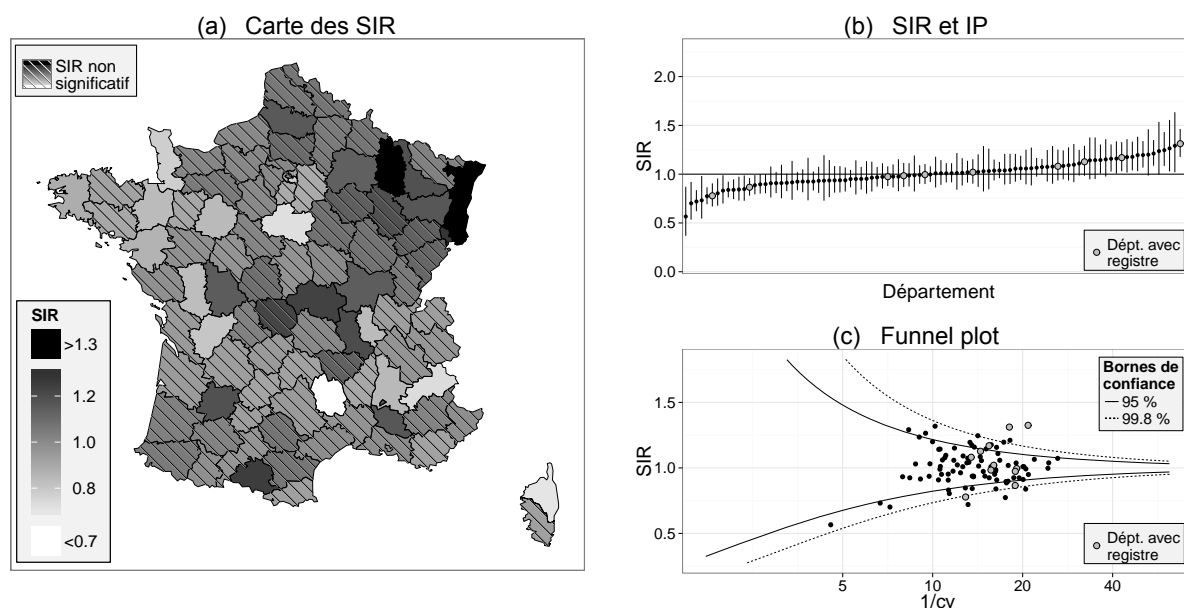 (a) Carte des SIR
SIR non
significatif
SIR
>1.3
1.2
1.0
0.8
<0.7
(b) SIR et IP
SIR
2.0
1.5
1.0
0.5
0.0
Dépt. avec
registre
Département
(c) Funnel plot
SIR
1.5
1.0
0.5
Bornes de
confiance
95 %
99.8 %
Dépt. avec
registre
5 10 20 40
1/cv